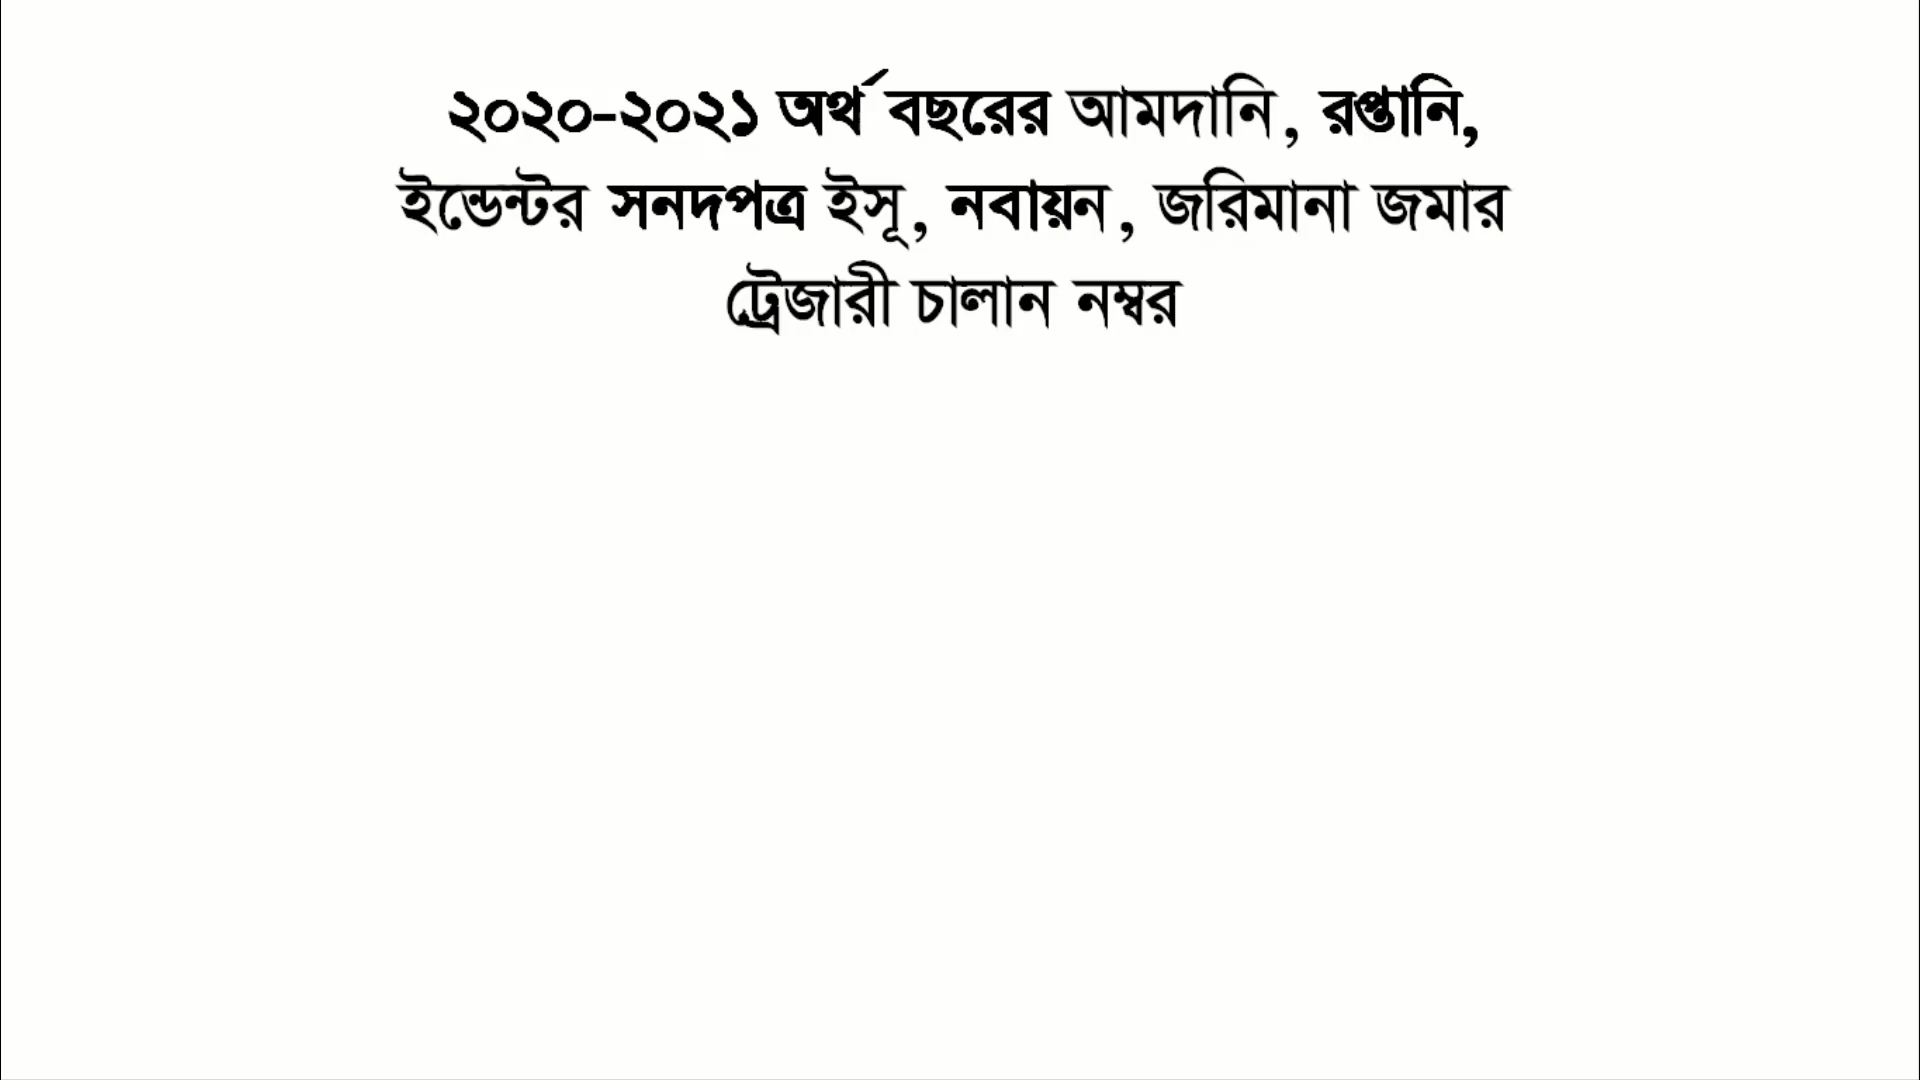 ২০২০-২০২১ অর্থ বছরের আমদানি, রপ্তানি,
ইন্ডেন্টর সনদপত্র ইসূ, নবায়ন, জরিমানা জমার
ট্রেজারী চালান নম্বর